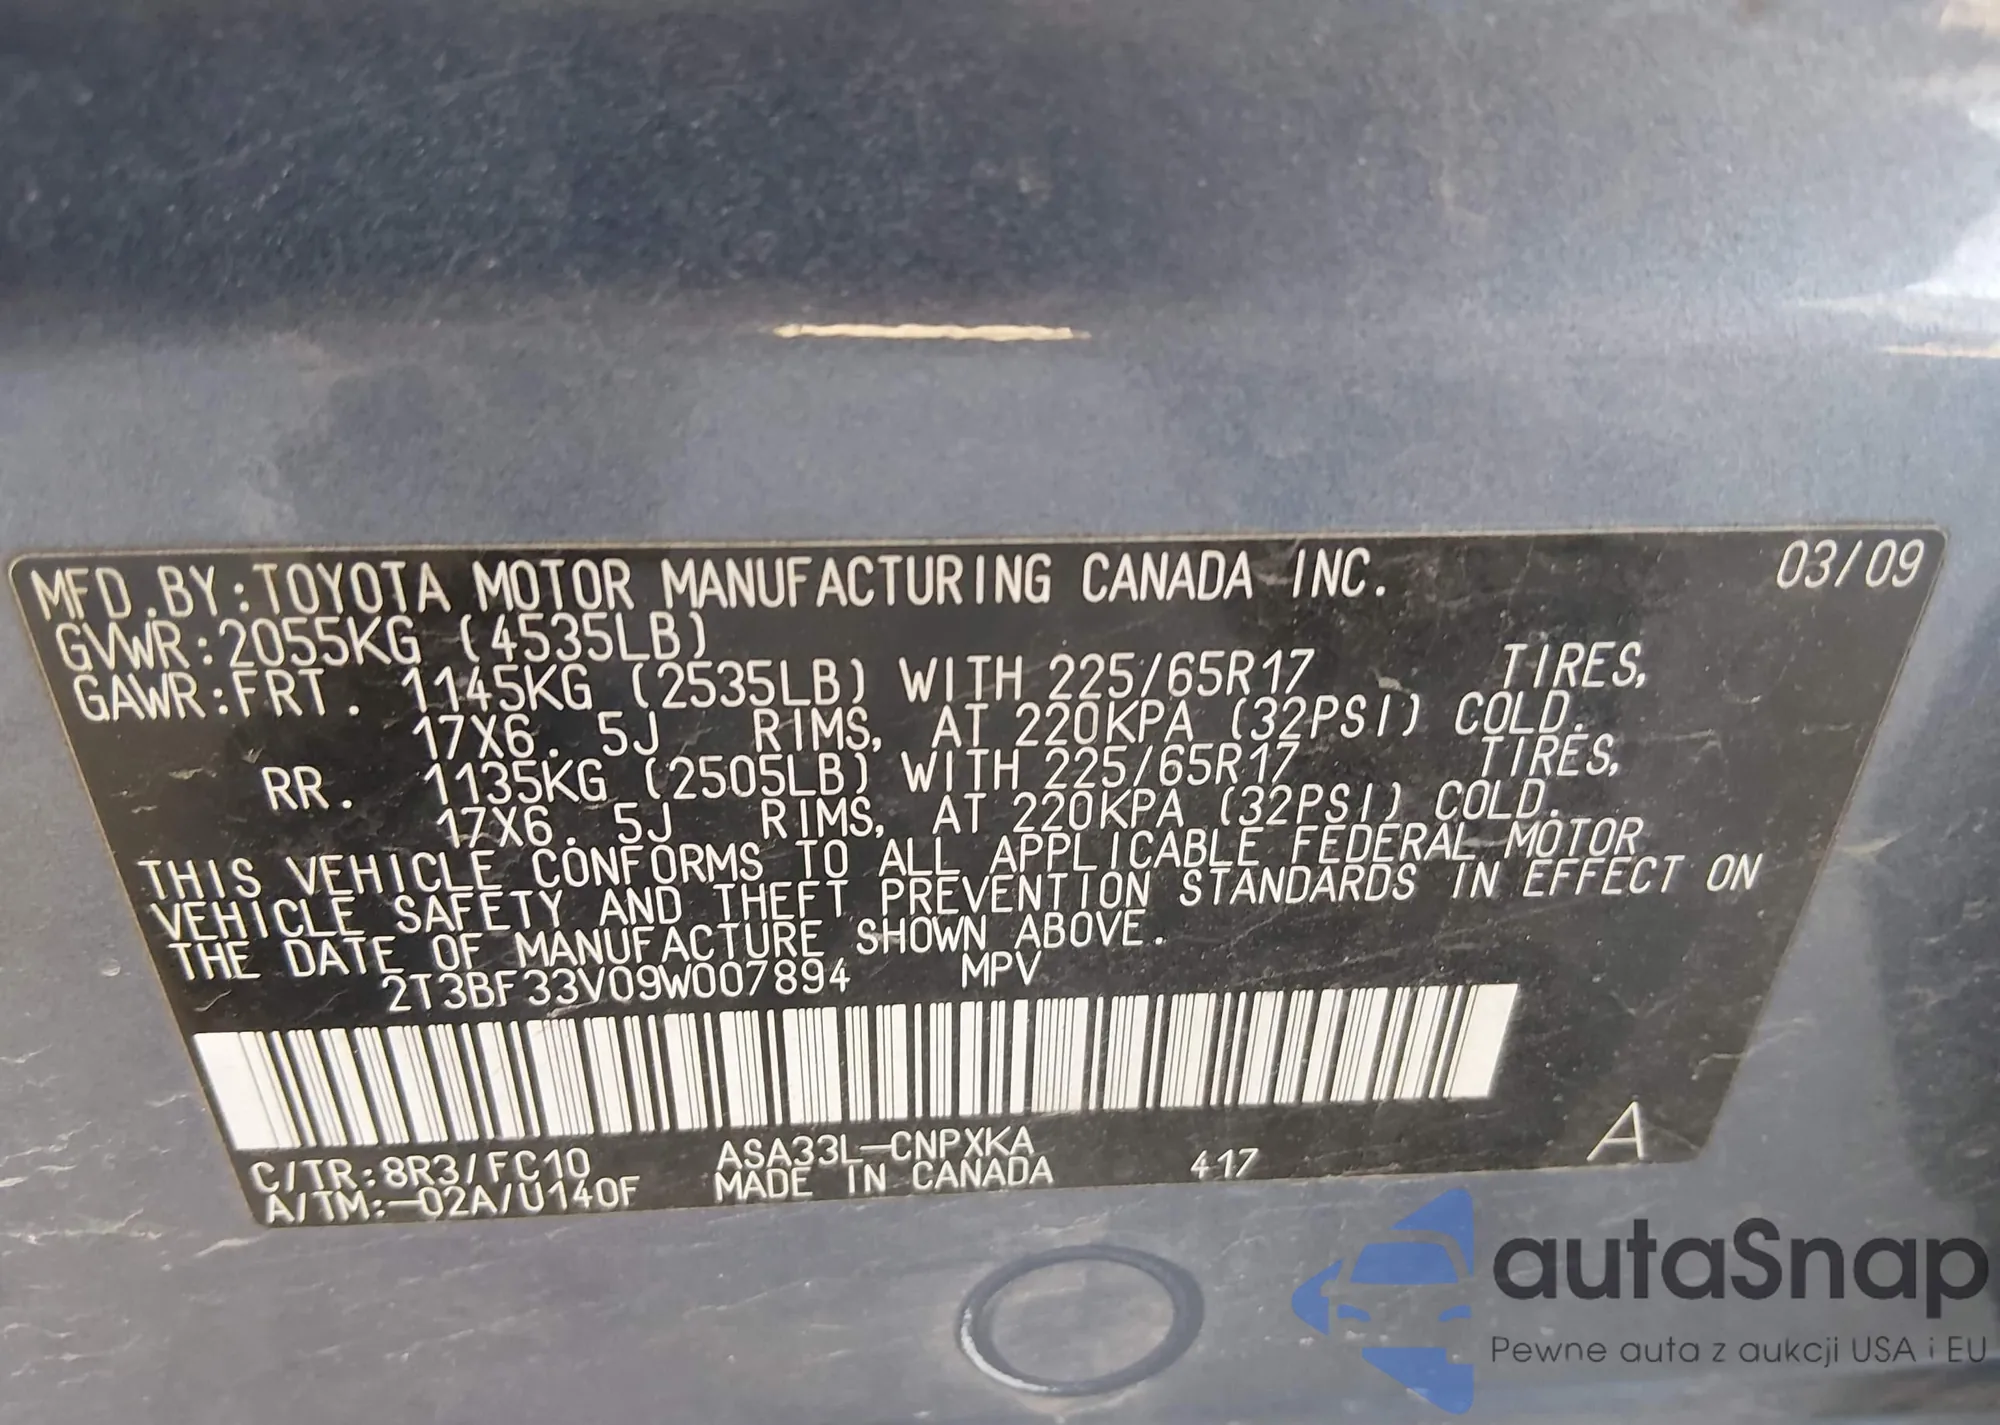 MFD.BY:TOYOTA MOTOR MANUFACTURING CANADA INC. 03/09
GVWR:2055KG (4535LB)
GAWR:FRT. 1145KG (2535LB) WITH 225/65R17 TIRES,
17X6.5J RIMS, AT 220KPA (32PSI) COLD.
RR. 1135KG (2505LB) WITH 225/65R17 TIRES,
17X6.5J RIMS, AT 220KPA (32PSI) COLD.
THIS VEHICLE CONFORMS TO ALL APPLICABLE FEDERAL MOTOR
VEHICLE SAFETY AND THEFT PREVENTION STANDARDS IN EFFECT ON
THE DATE OF MANUFACTURE SHOWN ABOVE.
2T3BF33V09W007894 MPV
C/TR:8R3/FC10 ASA33L-CNPXKA
A/TM:-02A/U140F MADE IN CANADA 417 A
autaSnap
Pewne auta z aukcji USA i EU